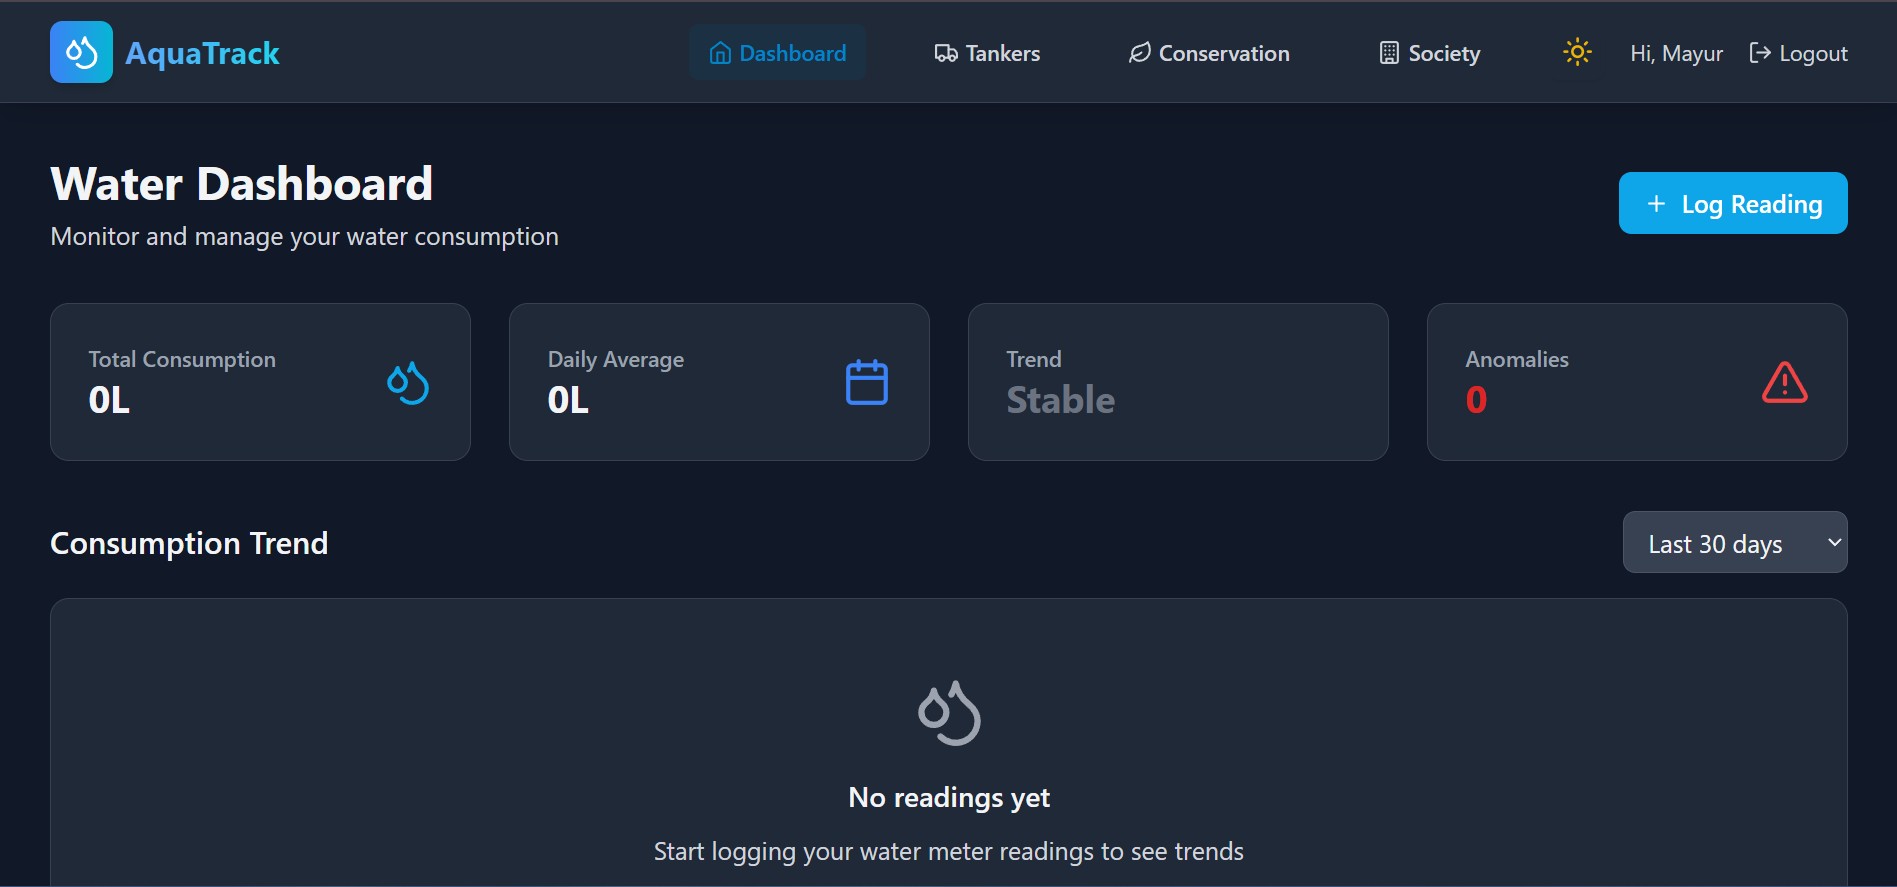 AquaTrack
Dashboard
Tankers
Conservation
Society
Hi, Mayur
Logout
Water Dashboard
Monitor and manage your water consumption
+ Log Reading
Total Consumption
0L
Daily Average
0L
Trend
Stable
Anomalies
0
Consumption Trend
Last 30 days
No readings yet
Start logging your water meter readings to see trends